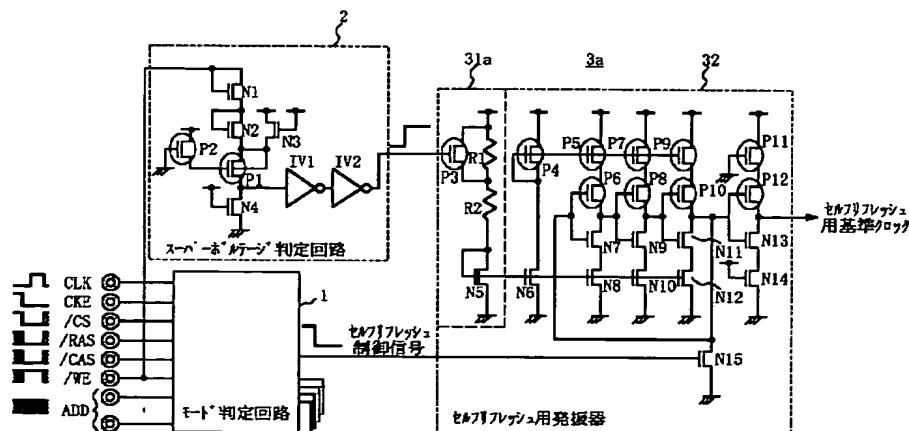 2
31a
3a
32
N1
N2
N3
P2
P1
IV1
IV2
N4
スーパーボルテージ判定回路
P3
R1
R2
N5
P4
N6
P5
P7
P9
P11
P6
P8
P10
P12
N7
N9
N11
N13
N8
N10
N12
N14
N15
セルフリフレッシュ
用基準クロック
CLK
CKE
/CS
/RAS
/CAS
/WE
ADD
1
モード判定回路
セルフリフレッシュ
制御信号
セルフリフレッシュ用発振器